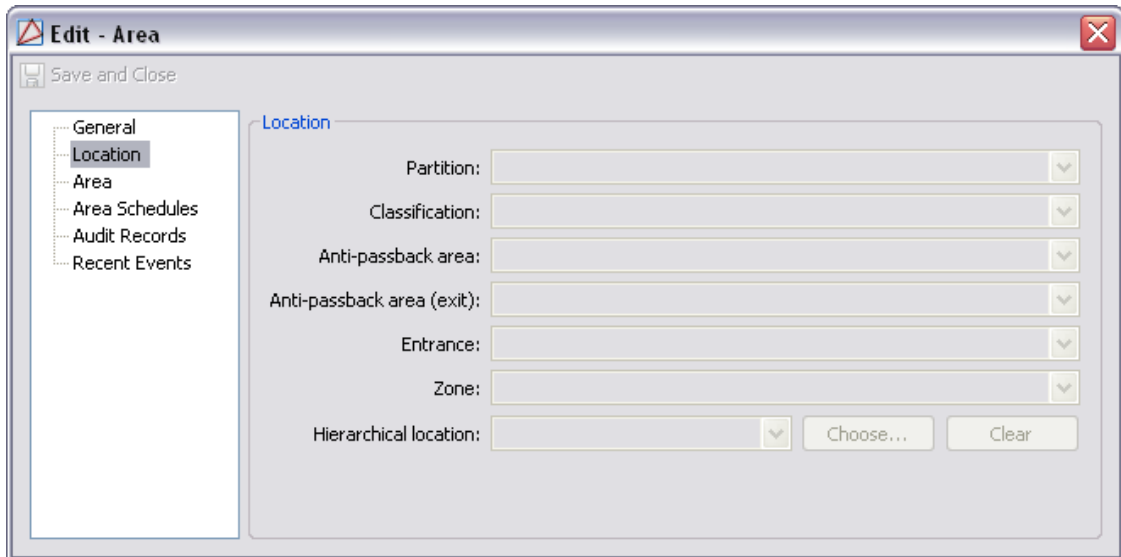 Edit - Area
Save and Close
General
Location
Area
Area Schedules
Audit Records
Recent Events
Location
Partition:
Classification:
Anti-passback area:
Anti-passback area (exit):
Entrance:
Zone:
Hierarchical location: Choose... Clear